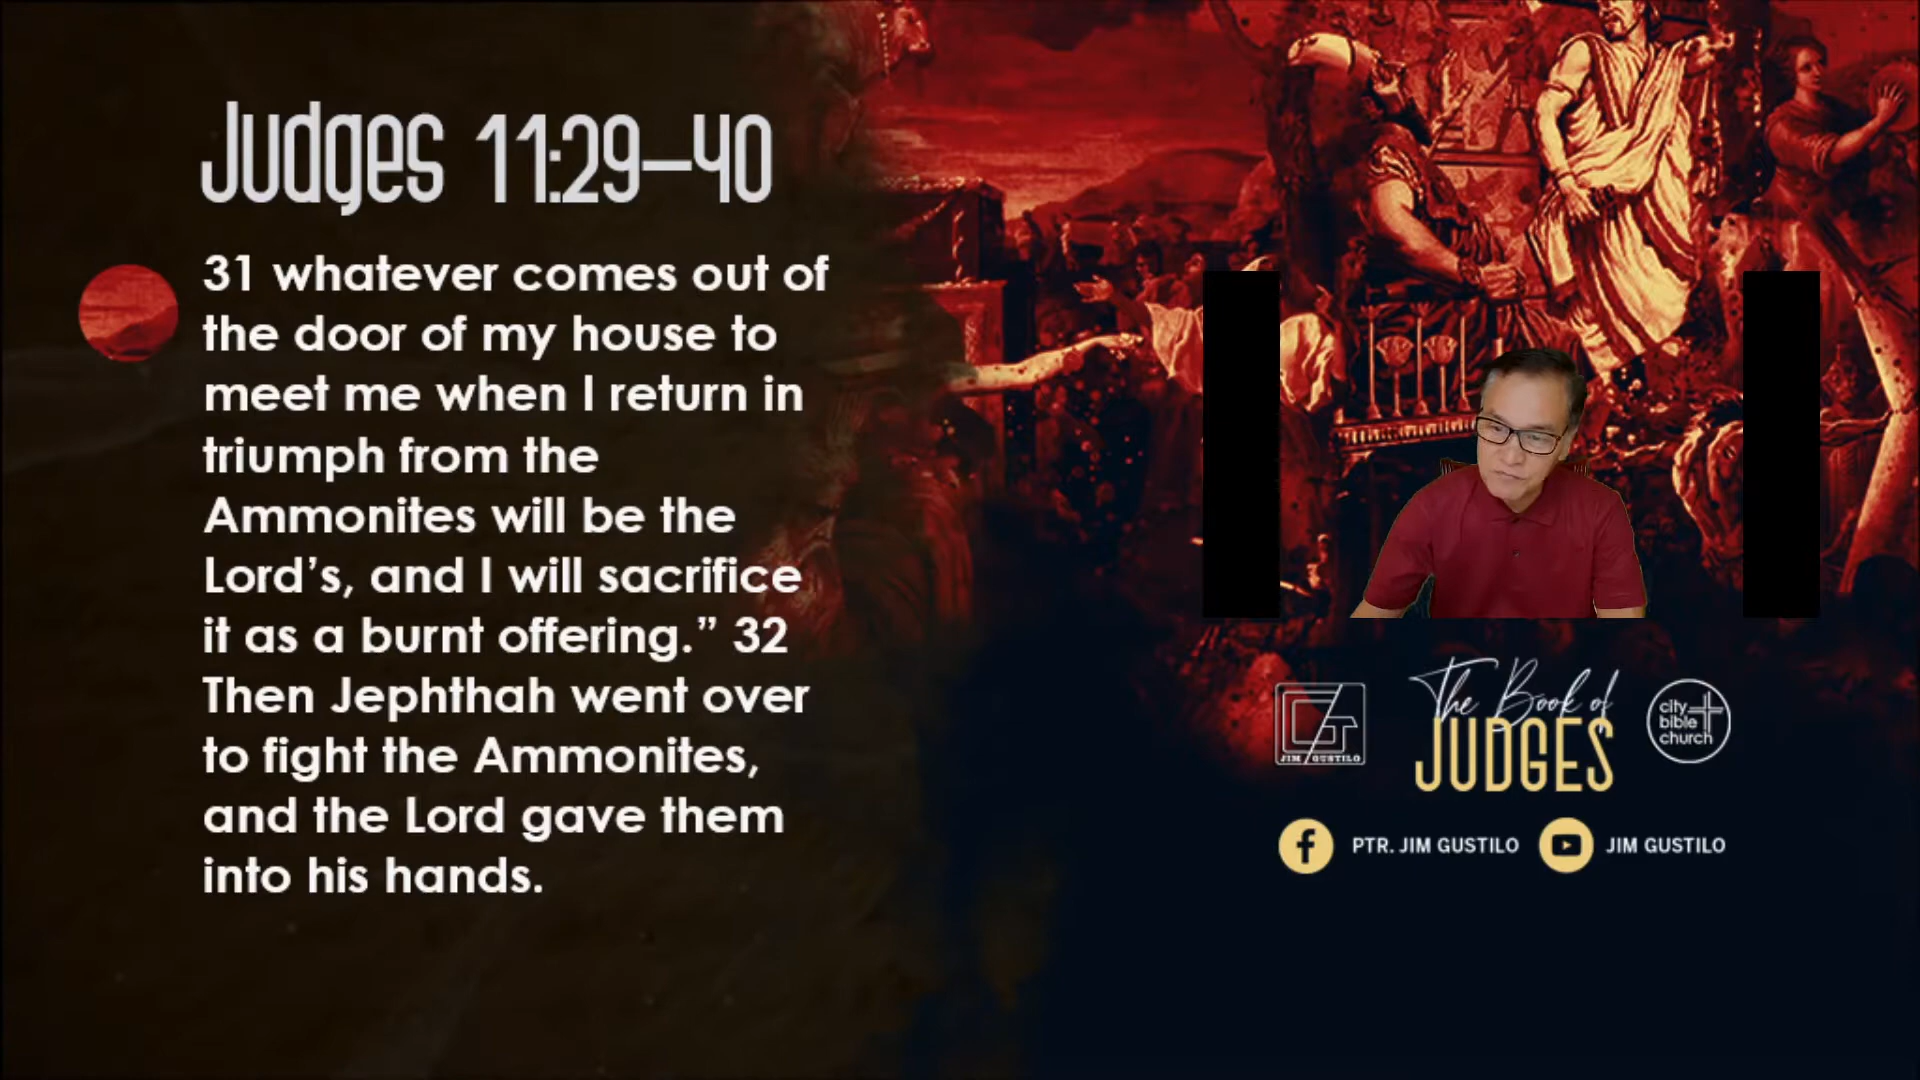 Judges 11:29–40
31 whatever comes out of
the door of my house to
meet me when I return in
triumph from the
Ammonites will be the
Lord’s, and I will sacrifice
it as a burnt offering.” 32
Then Jephthah went over
to fight the Ammonites,
and the Lord gave them
into his hands.
JIM GUSTILO
The Book of
JUDGES
city
bible
church
PTR. JIM GUSTILO
JIM GUSTILO